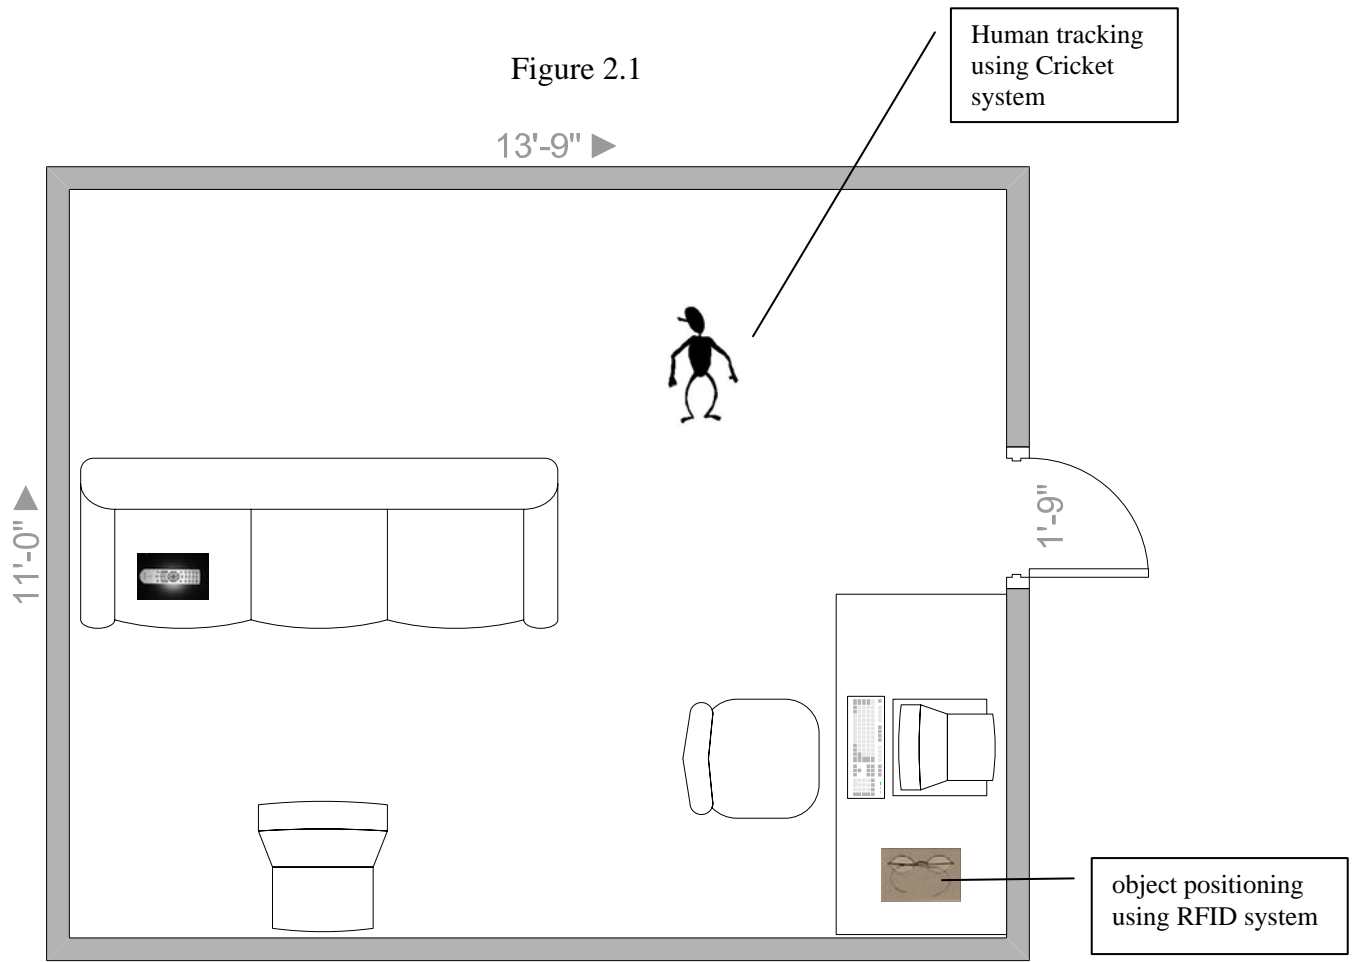 Human tracking
using Cricket
system
Figure 2.1
13'-9" ►
11'-0" ►
1'-9"
object positioning
using RFID system